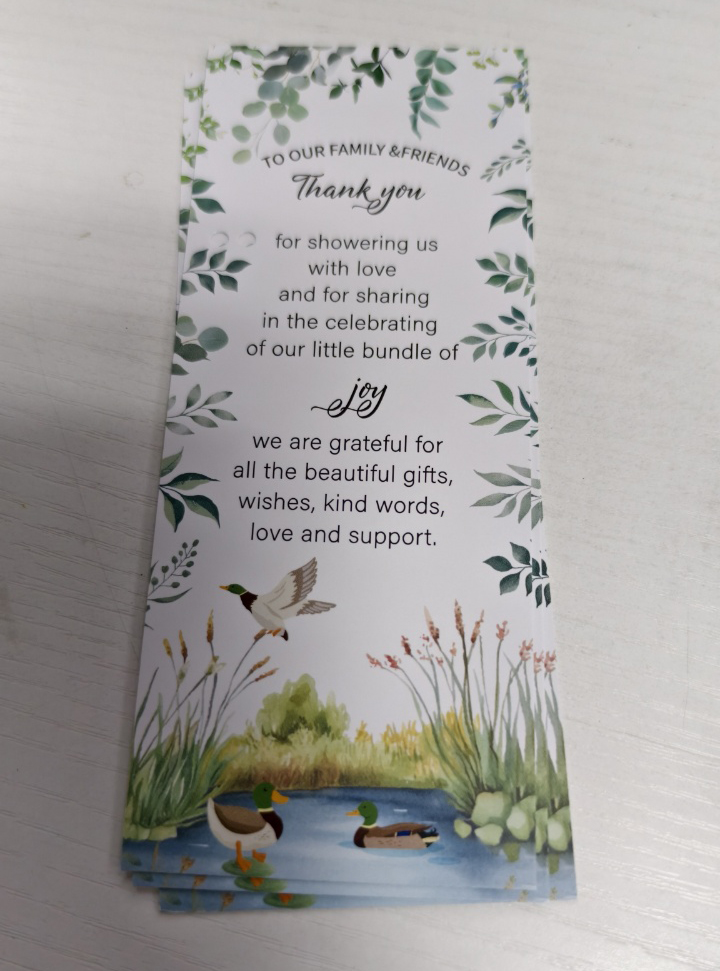 TO OUR FAMILY &FRIENDS
Thank you
for showering us
with love
and for sharing
in the celebrating
of our little bundle of
joy
we are grateful for
all the beautiful gifts,
wishes, kind words,
love and support.